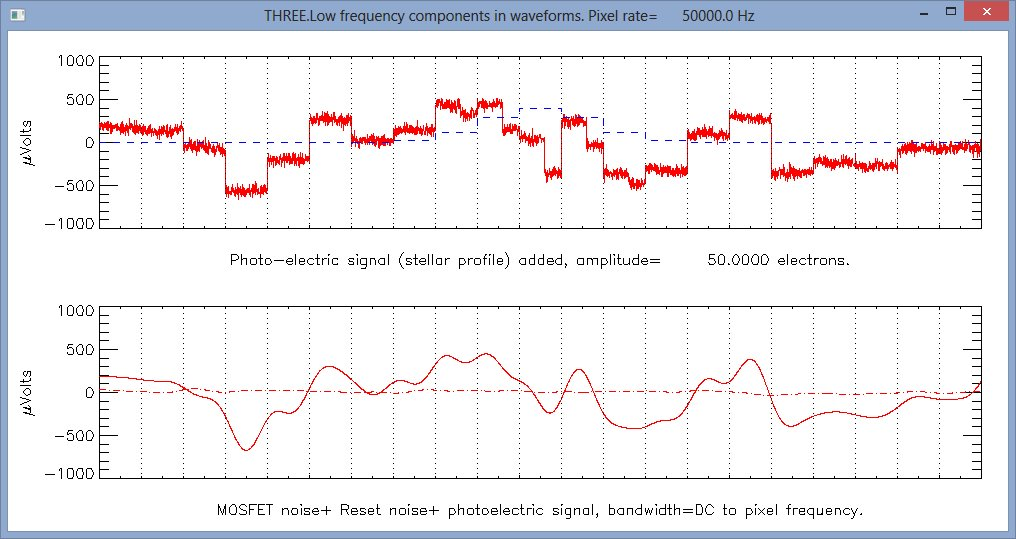 THREE.Low frequency components in waveforms. Pixel rate= 50000.0 Hz
1000
500
0
−500
−1000
μVolts
Photo−electric signal (stellar profile) added, amplitude= 50.0000 electrons.
1000
500
0
−500
−1000
μVolts
MOSFET noise+ Reset noise+ photoelectric signal, bandwidth=DC to pixel frequency.